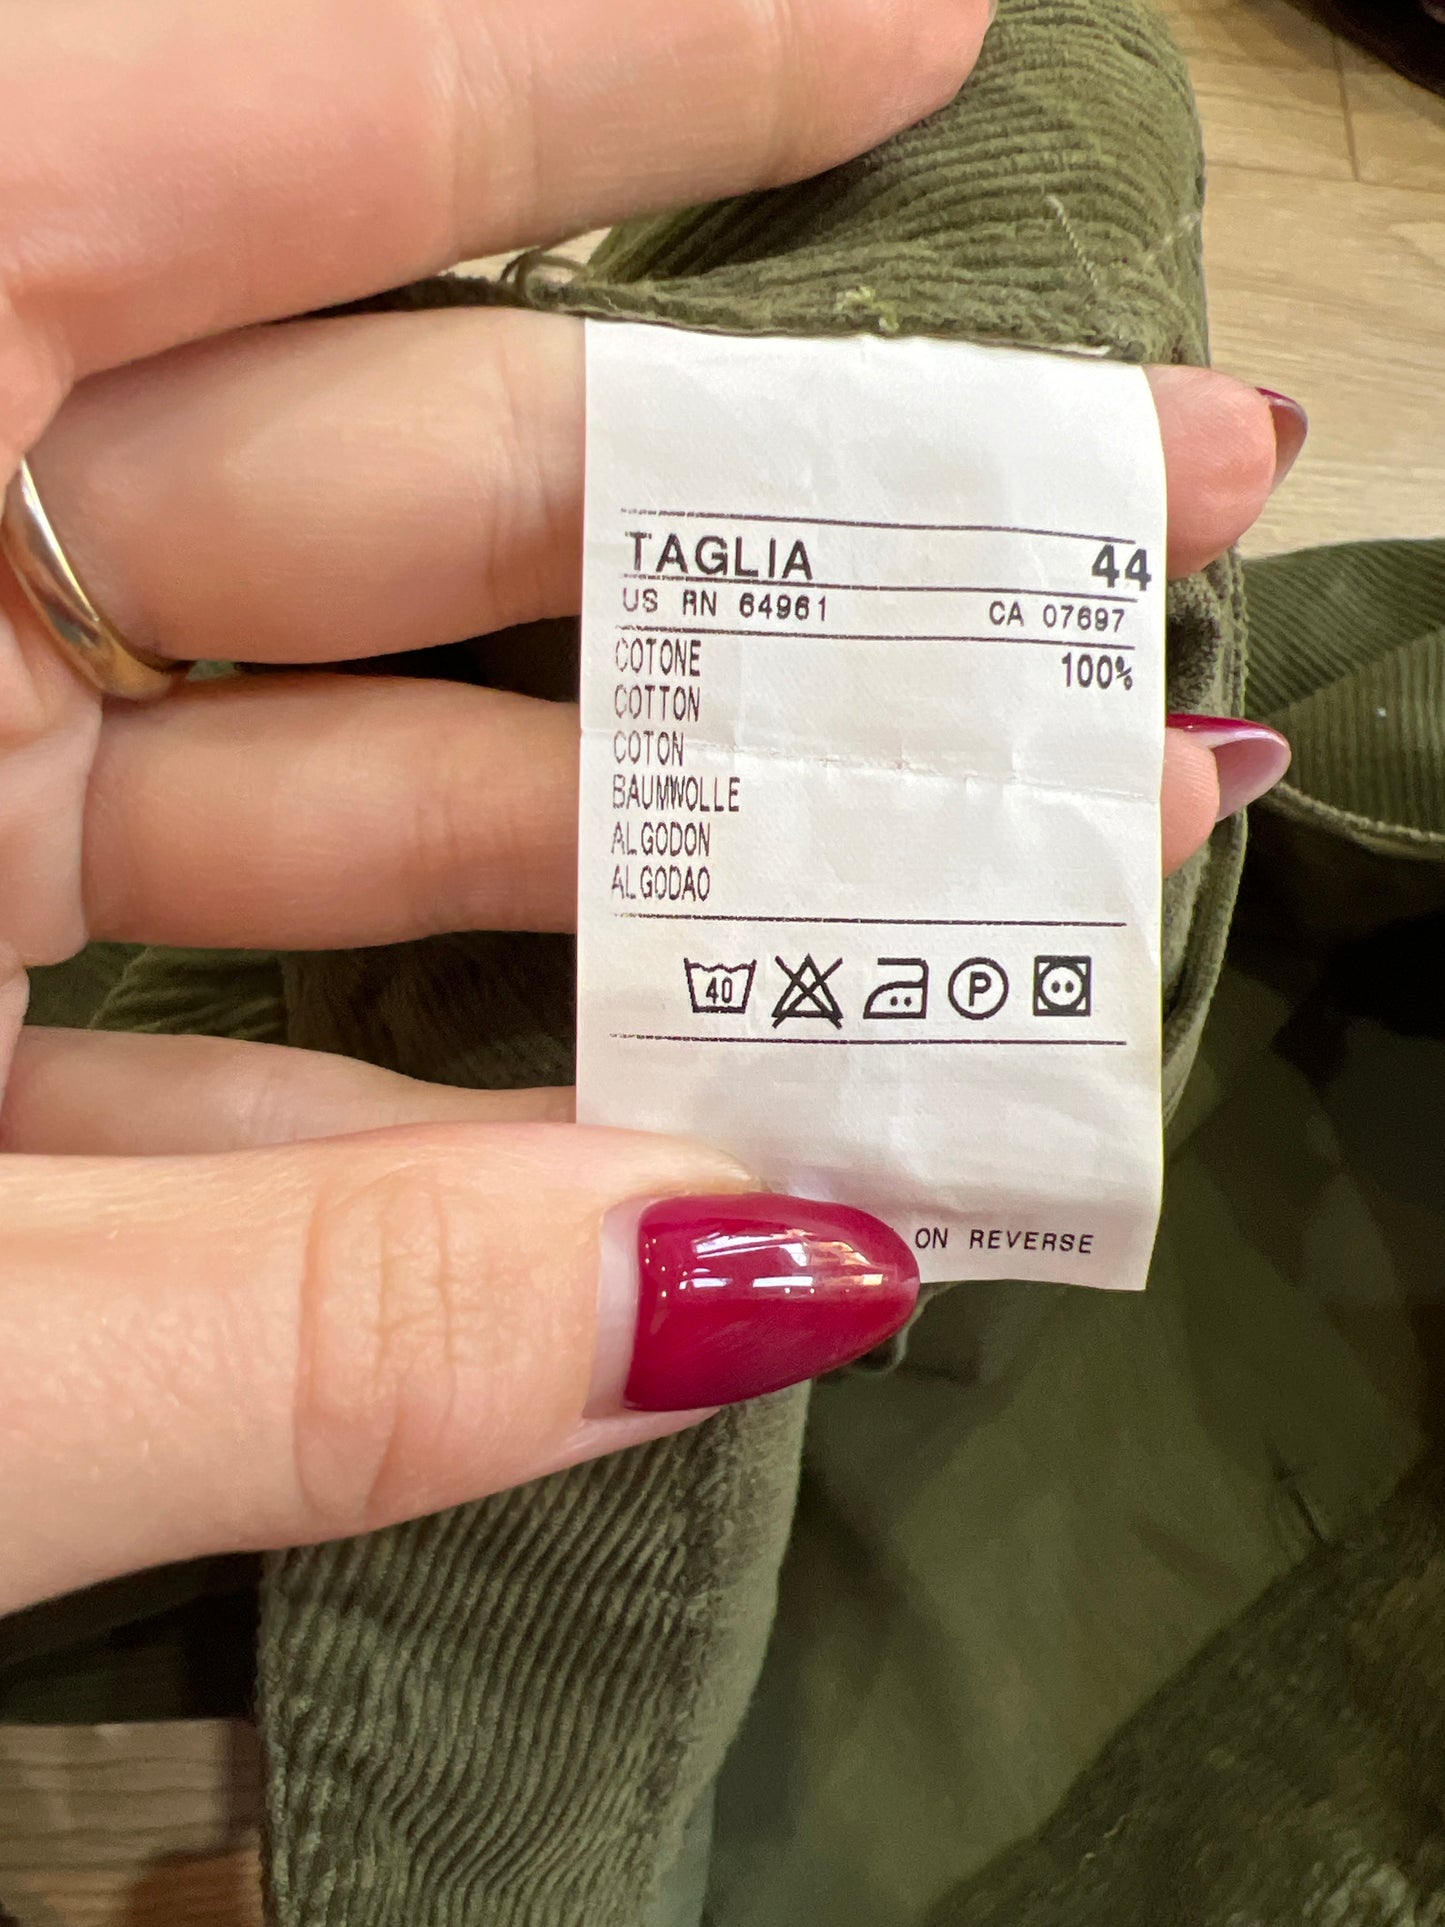 TAGLIA 44
US RN 64961 CA 07697
COTONE 100%
COTTON
COTON
BAUMWOLLE
ALGODON
ALGODAO
40 P
ON REVERSE